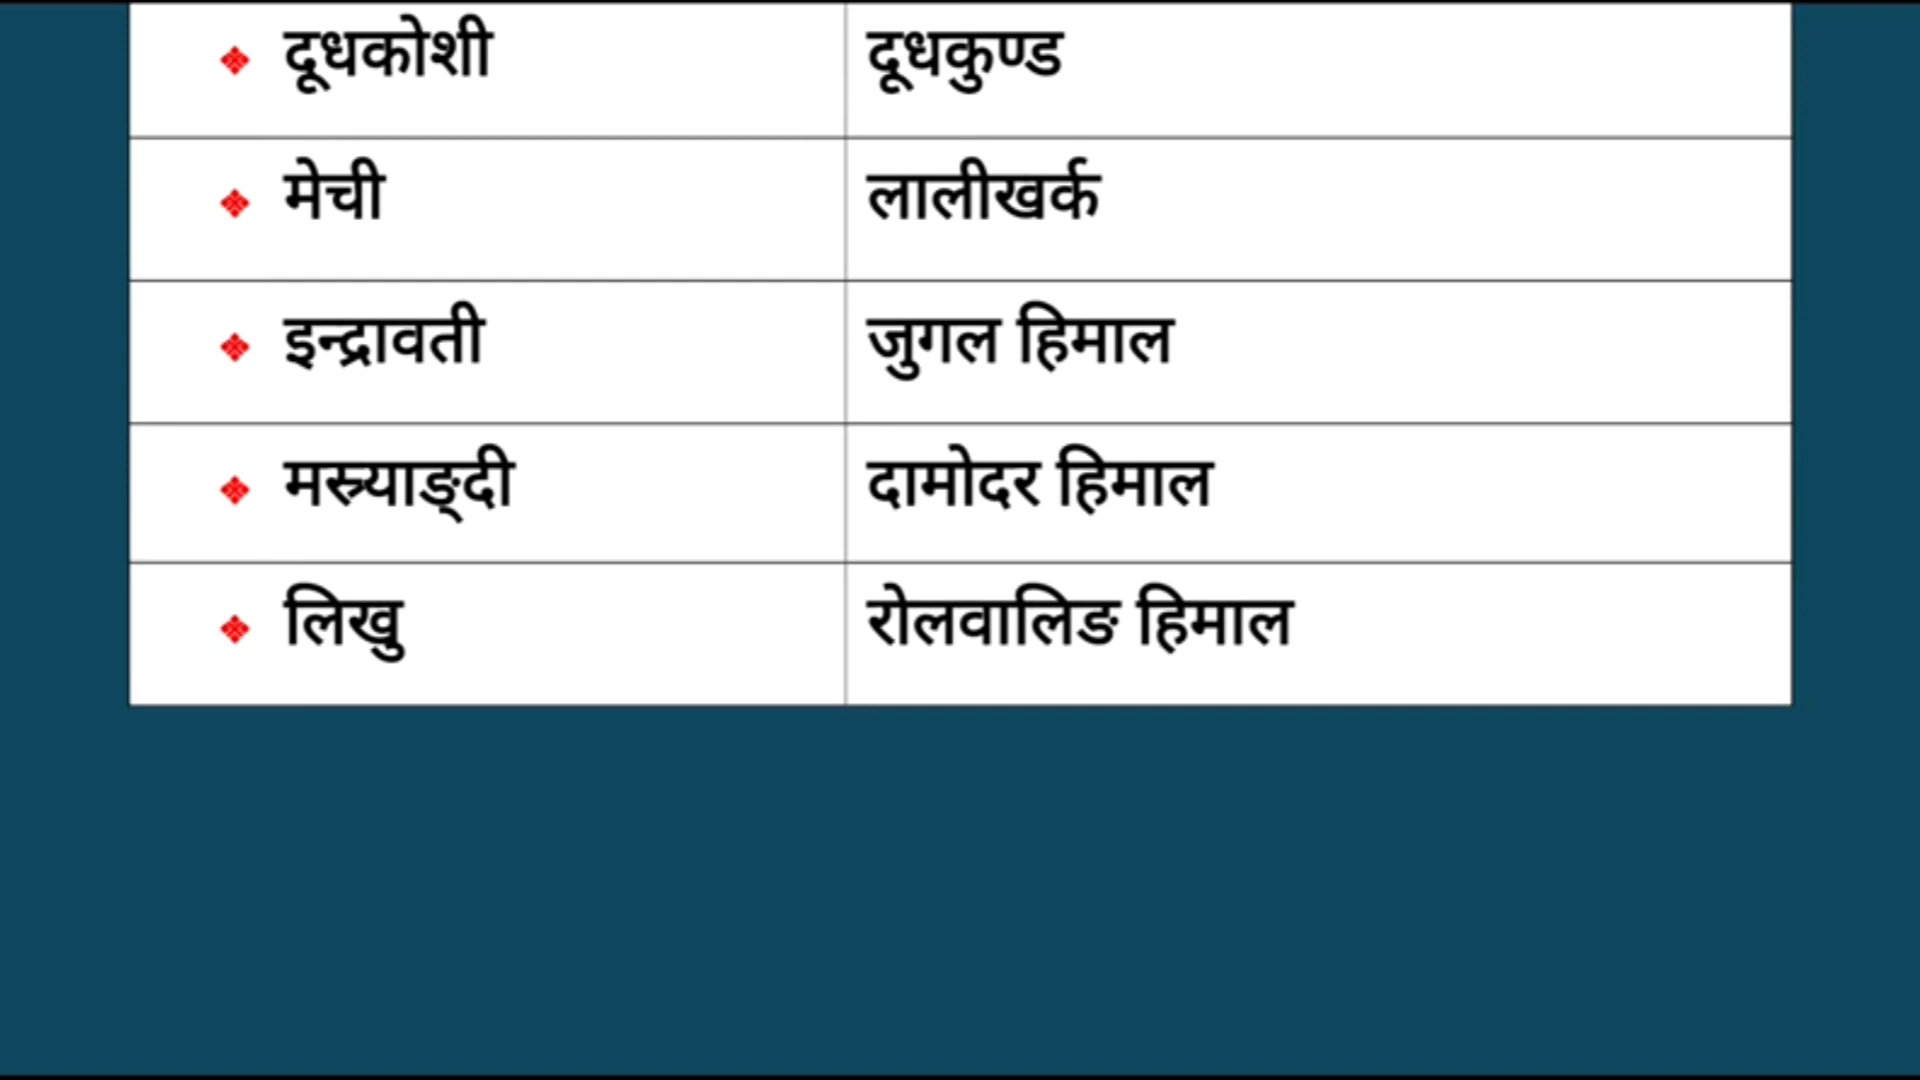 दूधकोशी दूधकुण्ड
मेची लालीखर्क
इन्द्रावती जुगल हिमाल
मस्र्याङ्दी दामोदर हिमाल
लिखु रोलवालिङ हिमाल